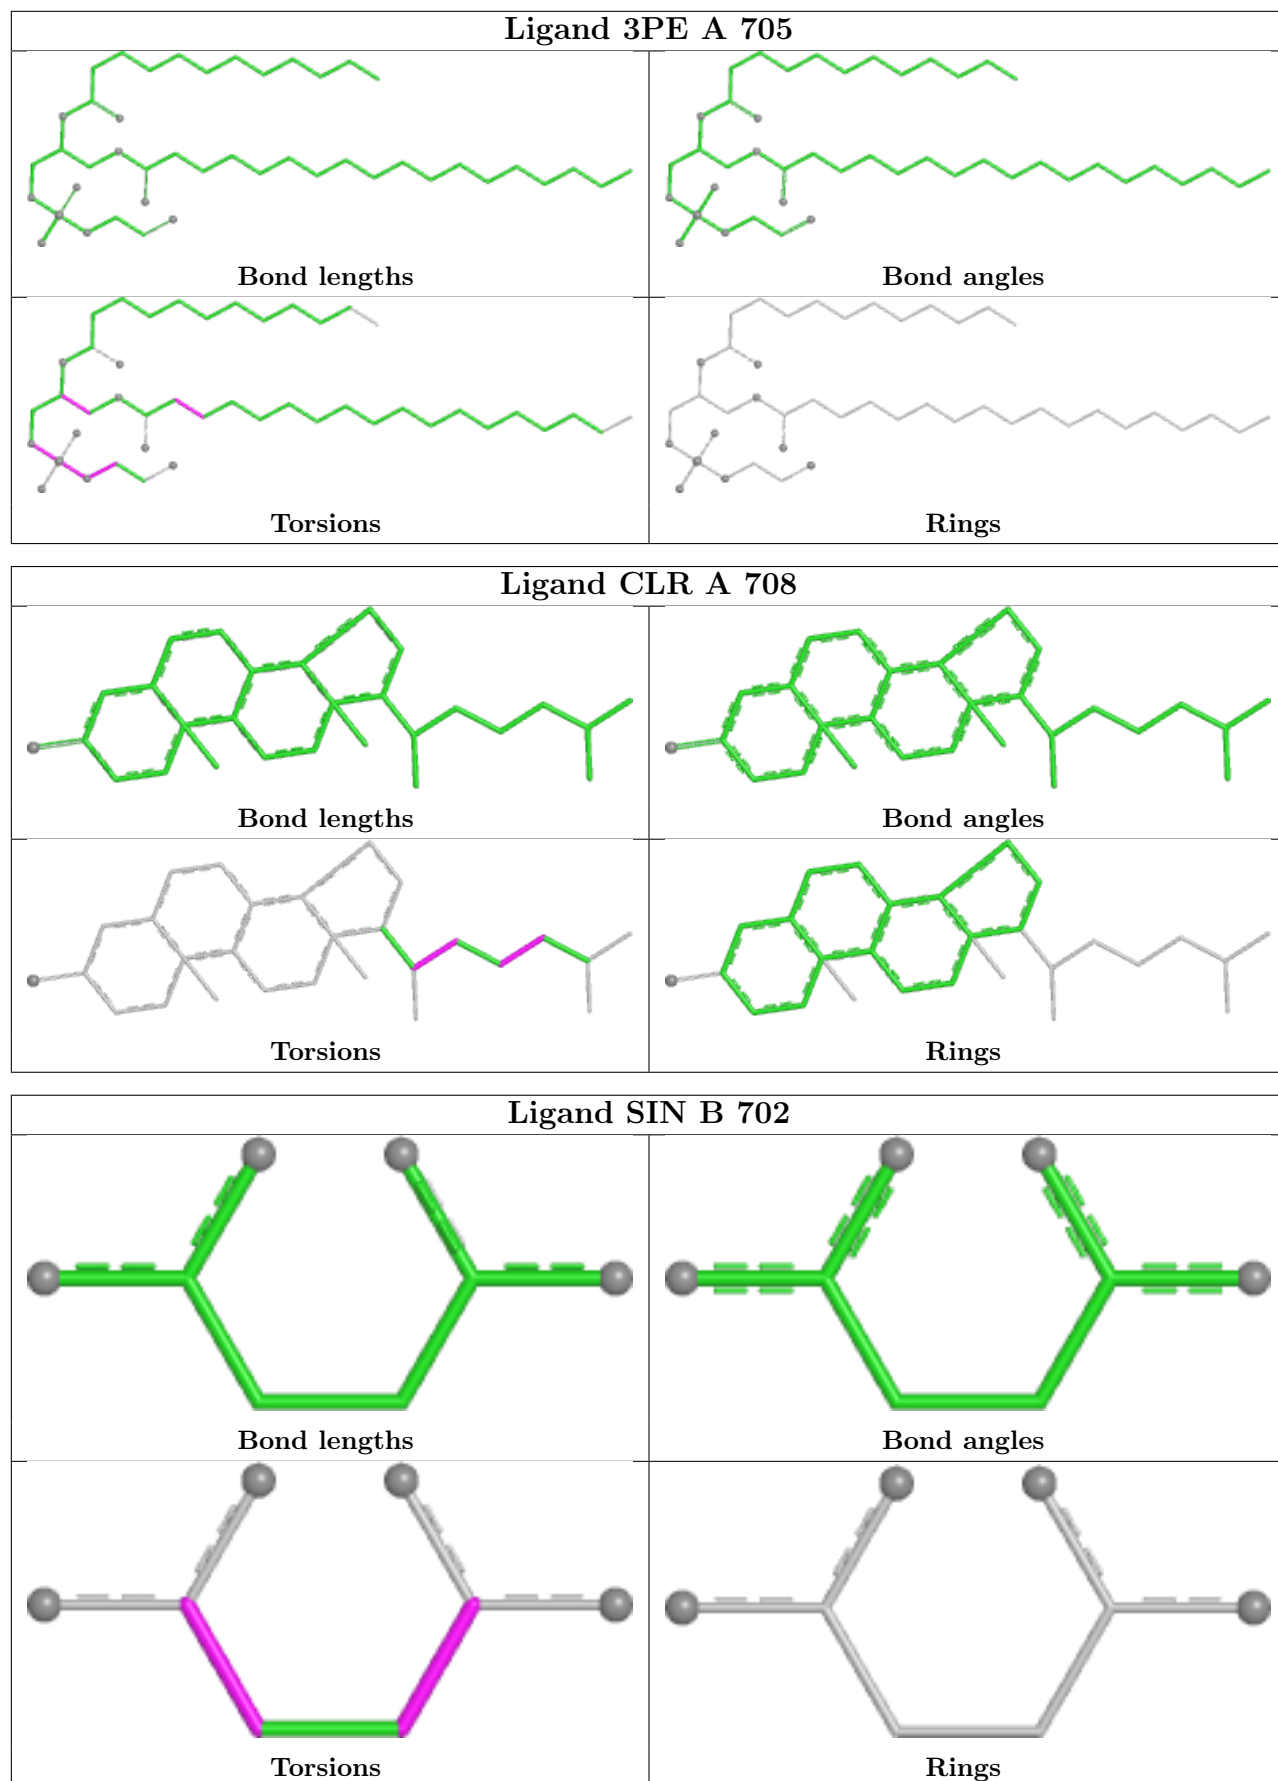 Ligand 3PE A 705
Bond lengths
Bond angles
Torsions
Rings
Ligand CLR A 708
Bond lengths
Bond angles
Torsions
Rings
Ligand SIN B 702
Bond lengths
Bond angles
Torsions
Rings